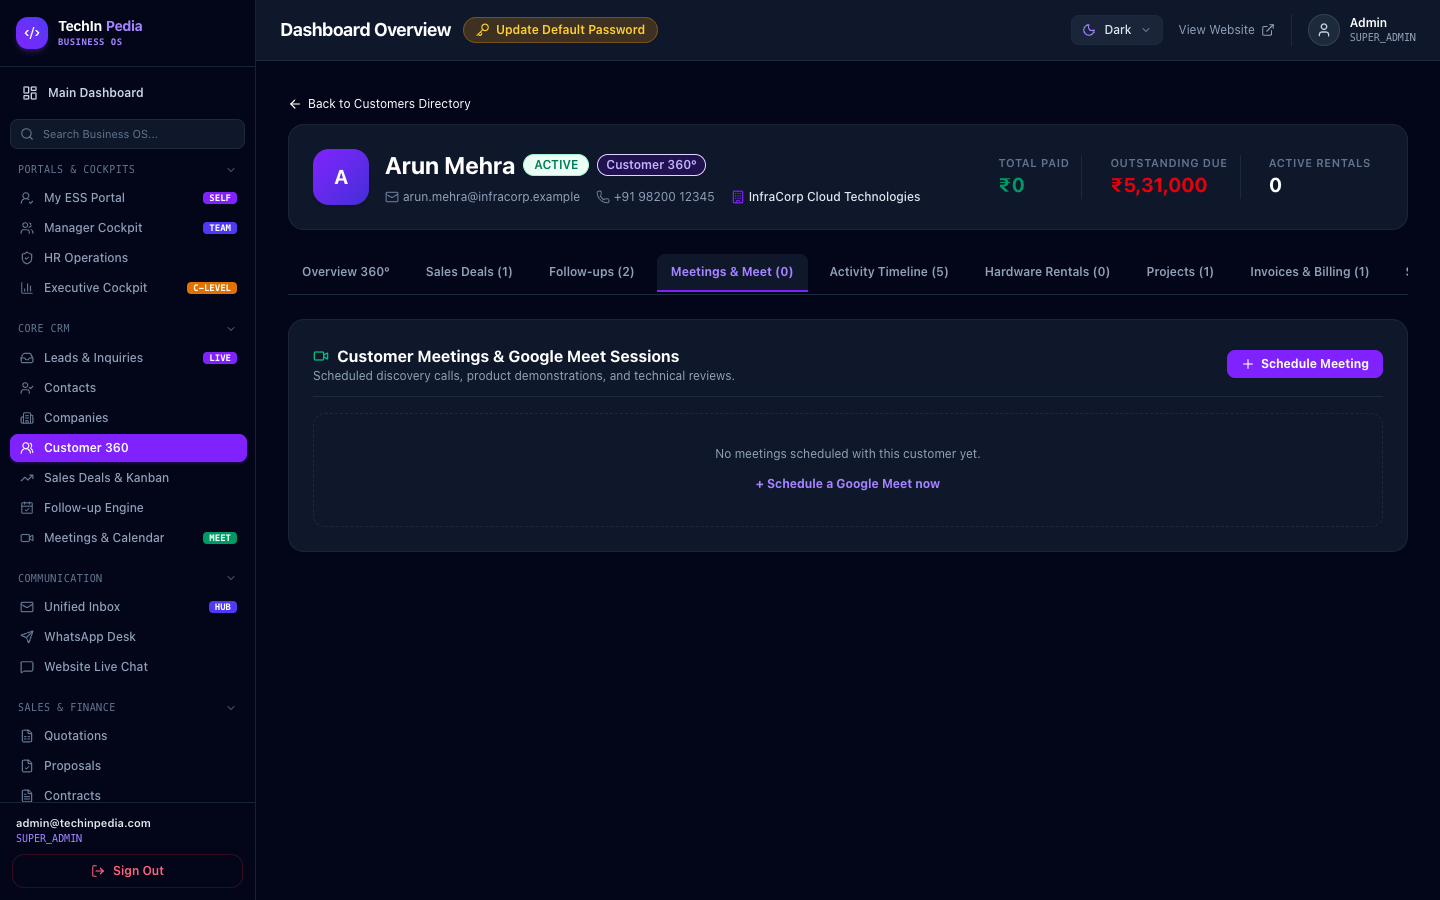 TechIn Pedia
BUSINESS OS
Main Dashboard
Search Business OS...
PORTALS & COCKPITS
My ESS Portal SELF
Manager Cockpit TEAM
HR Operations
Executive Cockpit C-LEVEL
CORE CRM
Leads & Inquiries LIVE
Contacts
Companies
Customer 360
Sales Deals & Kanban
Follow-up Engine
Meetings & Calendar MEET
COMMUNICATION
Unified Inbox HUB
WhatsApp Desk
Website Live Chat
SALES & FINANCE
Quotations
Proposals
Contracts
admin@techinpedia.com
SUPER_ADMIN
Sign Out
Dashboard Overview Update Default Password
Dark View Website
Admin
SUPER_ADMIN
Back to Customers Directory
A
Arun Mehra ACTIVE Customer 360°
arun.mehra@infracorp.example +91 98200 12345 InfraCorp Cloud Technologies
TOTAL PAID
₹0
OUTSTANDING DUE
₹5,31,000
ACTIVE RENTALS
0
Overview 360° Sales Deals (1) Follow-ups (2) Meetings & Meet (0) Activity Timeline (5) Hardware Rentals (0) Projects (1) Invoices & Billing (1)
Customer Meetings & Google Meet Sessions
Scheduled discovery calls, product demonstrations, and technical reviews.
+ Schedule Meeting
No meetings scheduled with this customer yet.
+ Schedule a Google Meet now